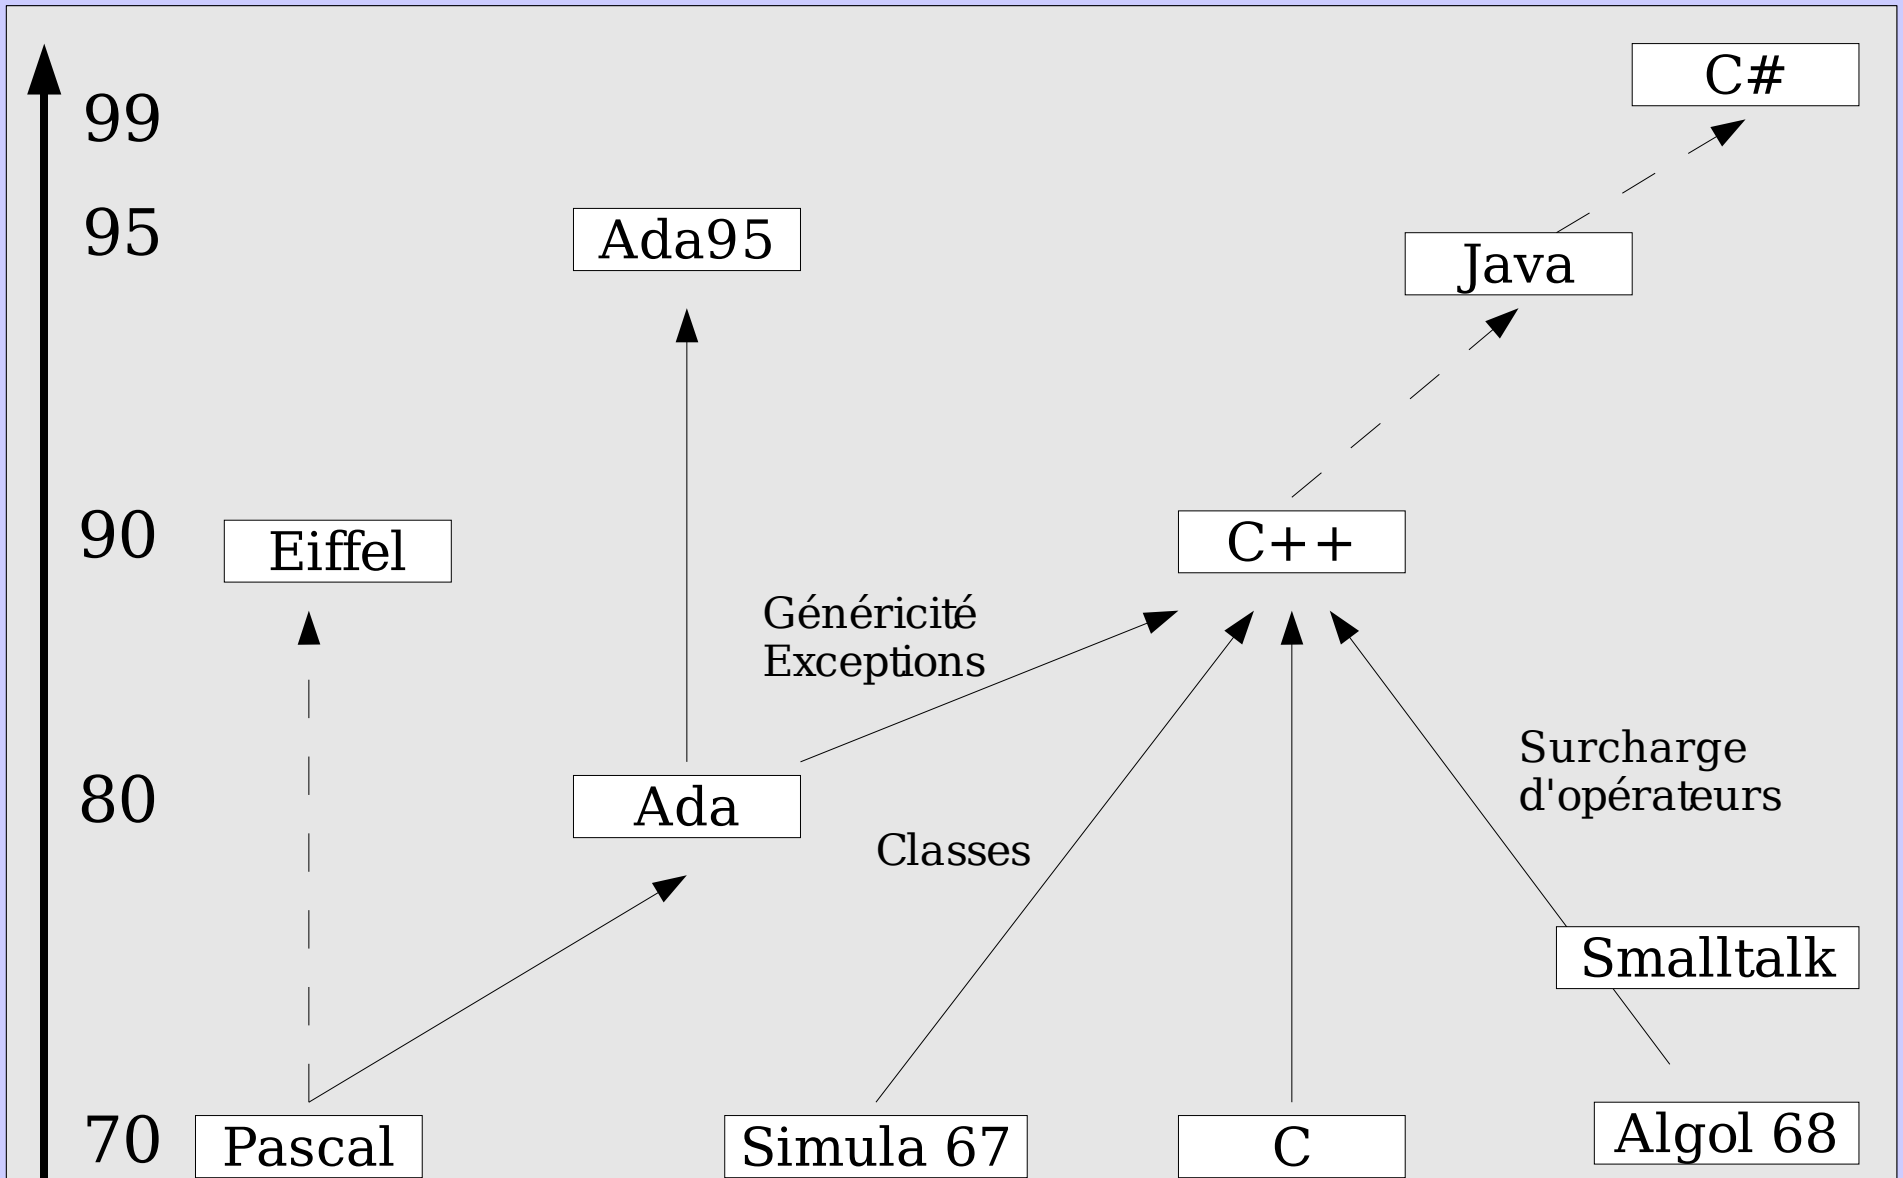 C#
99
95
Ada95
Java
90
Eiffel
C++
Généricité
Exceptions
Surcharge
d'opérateurs
80
Ada
Classes
Smalltalk
70
Pascal
Simula 67
C
Algol 68